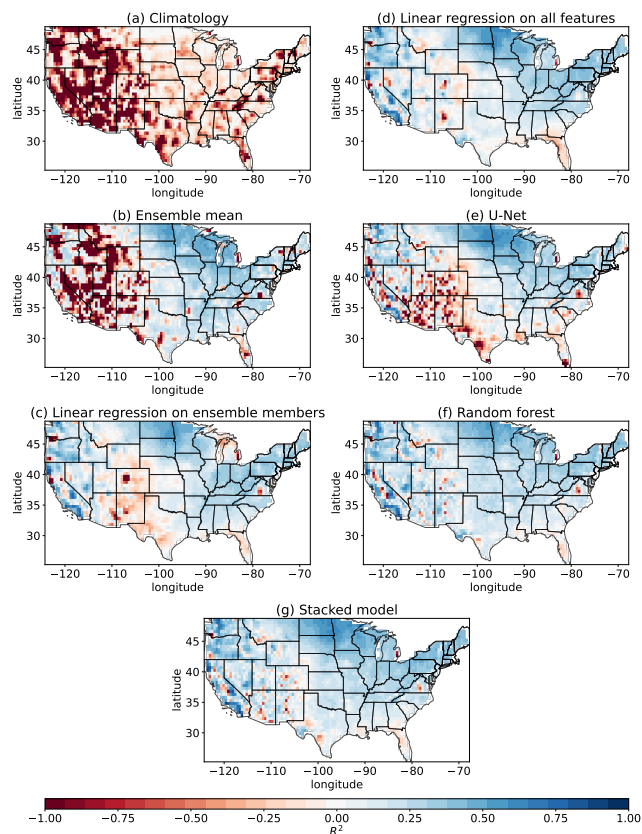 (a) Climatology
45
40
35
30
latitude
−120 −110 −100 −90 −80 −70
longitude
(d) Linear regression on all features
45
40
35
30
latitude
−120 −110 −100 −90 −80 −70
longitude
(b) Ensemble mean
45
40
35
30
latitude
−120 −110 −100 −90 −80 −70
longitude
(e) U-Net
45
40
35
30
latitude
−120 −110 −100 −90 −80 −70
longitude
(c) Linear regression on ensemble members
45
40
35
30
latitude
−120 −110 −100 −90 −80 −70
longitude
(f) Random forest
45
40
35
30
latitude
−120 −110 −100 −90 −80 −70
longitude
(g) Stacked model
45
40
35
30
latitude
−120 −110 −100 −90 −80 −70
longitude
−1.00 −0.75 −0.50 −0.25 0.00 0.25 0.50 0.75 1.00
R²